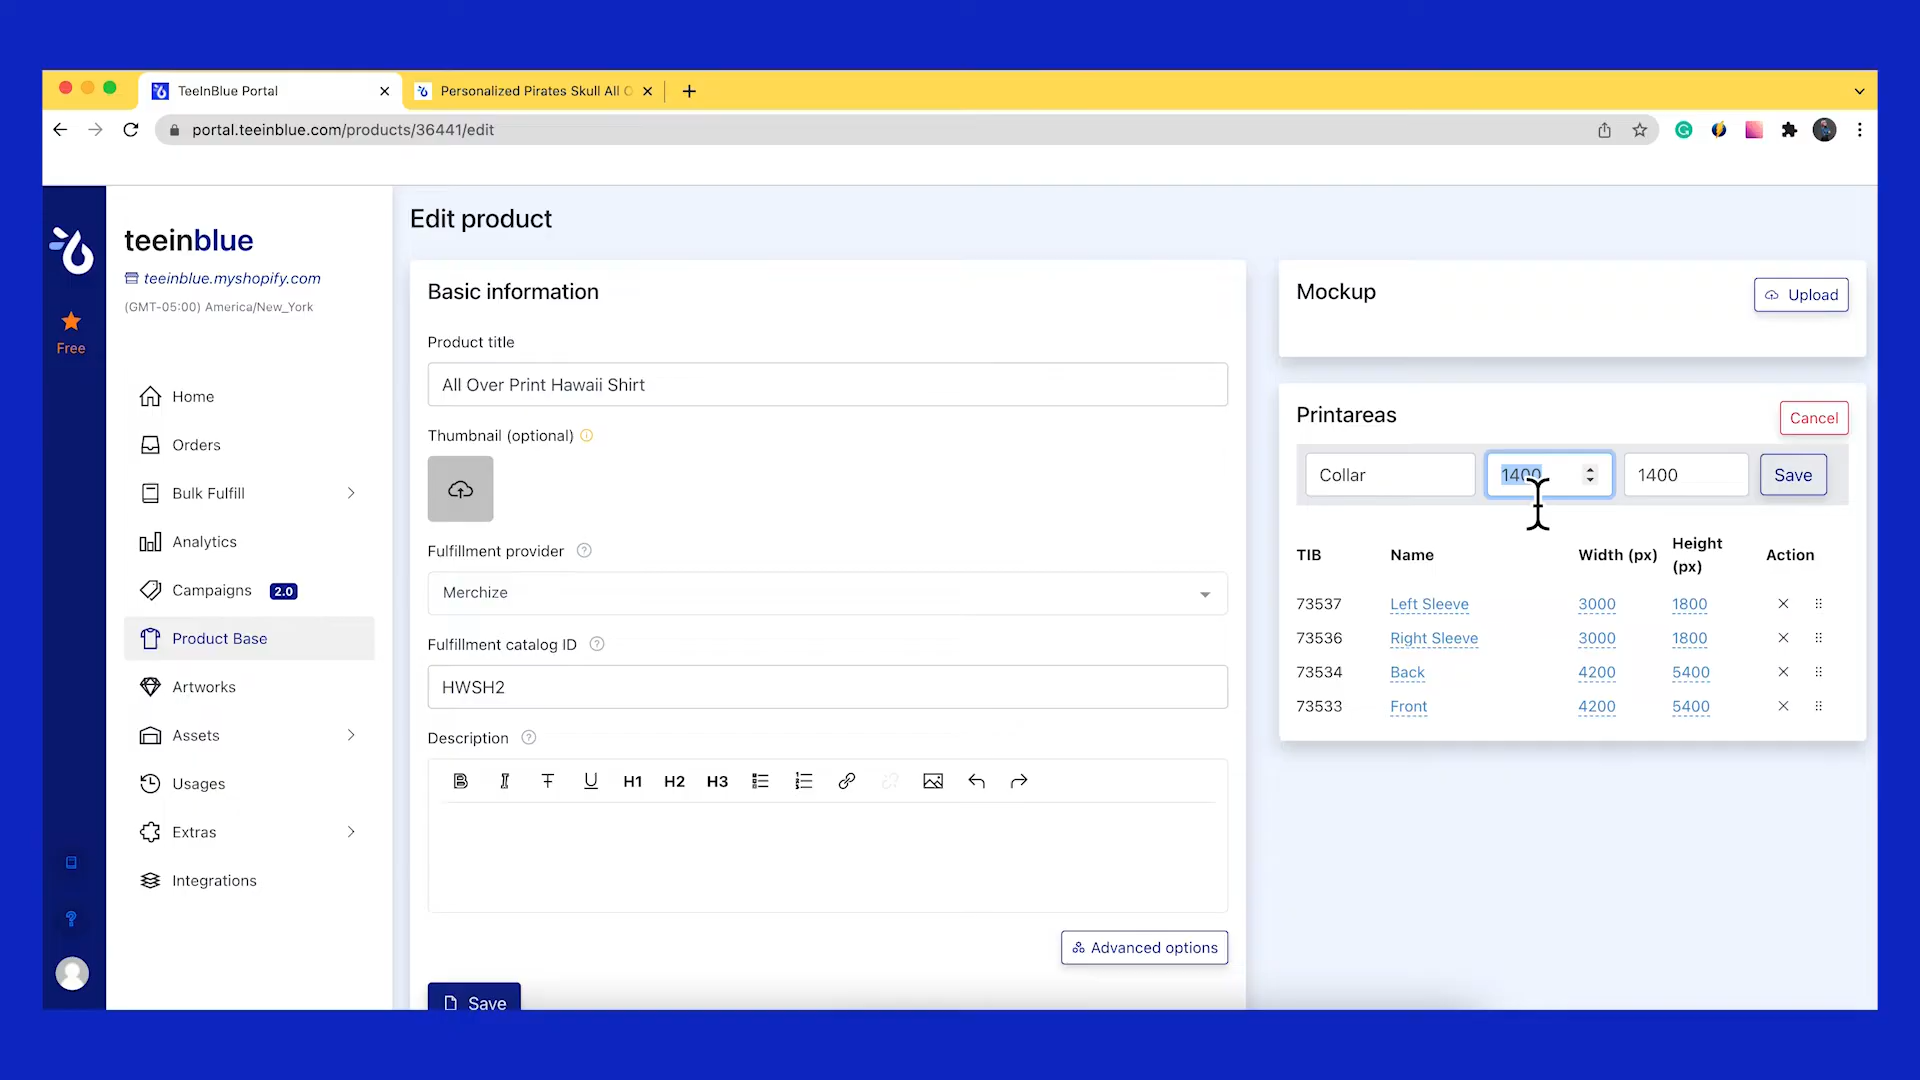 TeeInBlue Portal
Personalized Pirates Skull All O
portal.teeinblue.com/products/36441/edit
Free
teeinblue
teeinblue.myshopify.com
(GMT-05:00) America/New_York
Home
Orders
Bulk Fulfill
Analytics
Campaigns 2.0
Product Base
Artworks
Assets
Usages
Extras
Integrations
Edit product
Basic information
Product title
All Over Print Hawaii Shirt
Thumbnail (optional)
Fulfillment provider
Merchize
Fulfillment catalog ID
HWSH2
Description
H1 H2 H3
Advanced options
Save
Mockup
Upload
Printareas
Cancel
Collar 1400 1400 Save
TIB Name Width (px) Height (px) Action
73537 Left Sleeve 3000 1800
73536 Right Sleeve 3000 1800
73534 Back 4200 5400
73533 Front 4200 5400